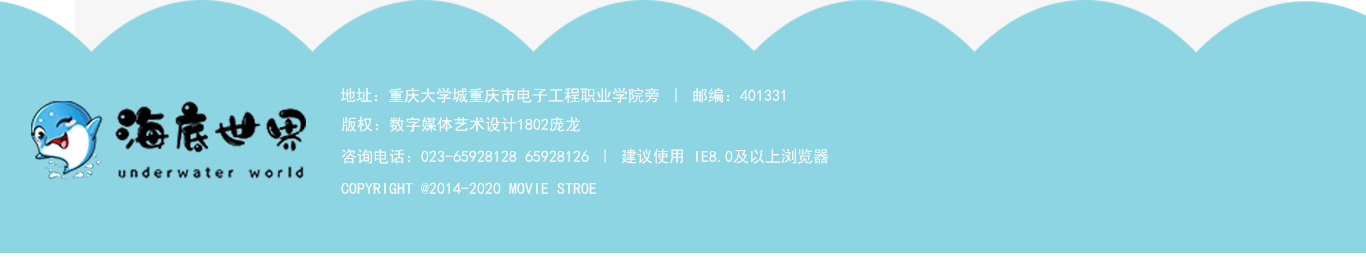 海底世界
underwater world
地址：重庆大学城重庆市电子工程职业学院旁 | 邮编：401331
版权：数字媒体艺术设计1802庞龙
咨询电话：023-65928128 65928126 | 建议使用 IE8.0及以上浏览器
COPYRIGHT @2014-2020 MOVIE STROE